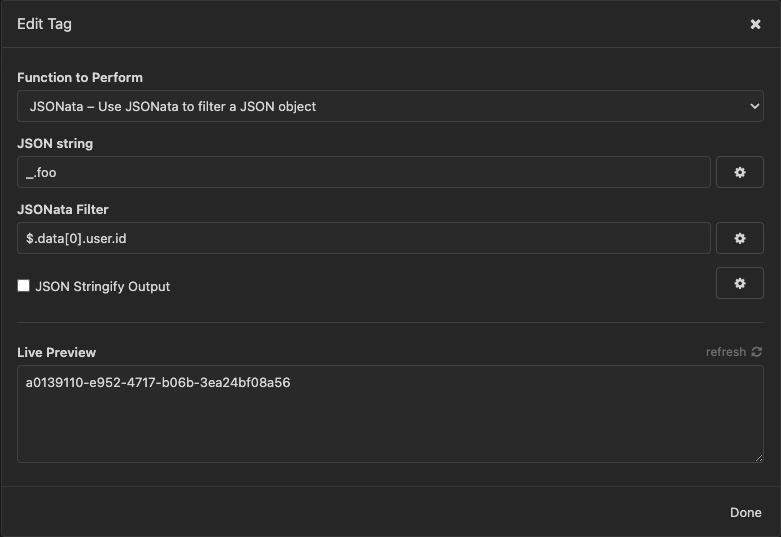 Edit Tag
Function to Perform
JSONata – Use JSONata to filter a JSON object
JSON string
_.foo
JSONata Filter
$.data[0].user.id
JSON Stringify Output
Live Preview
refresh
a0139110-e952-4717-b06b-3ea24bf08a56
Done